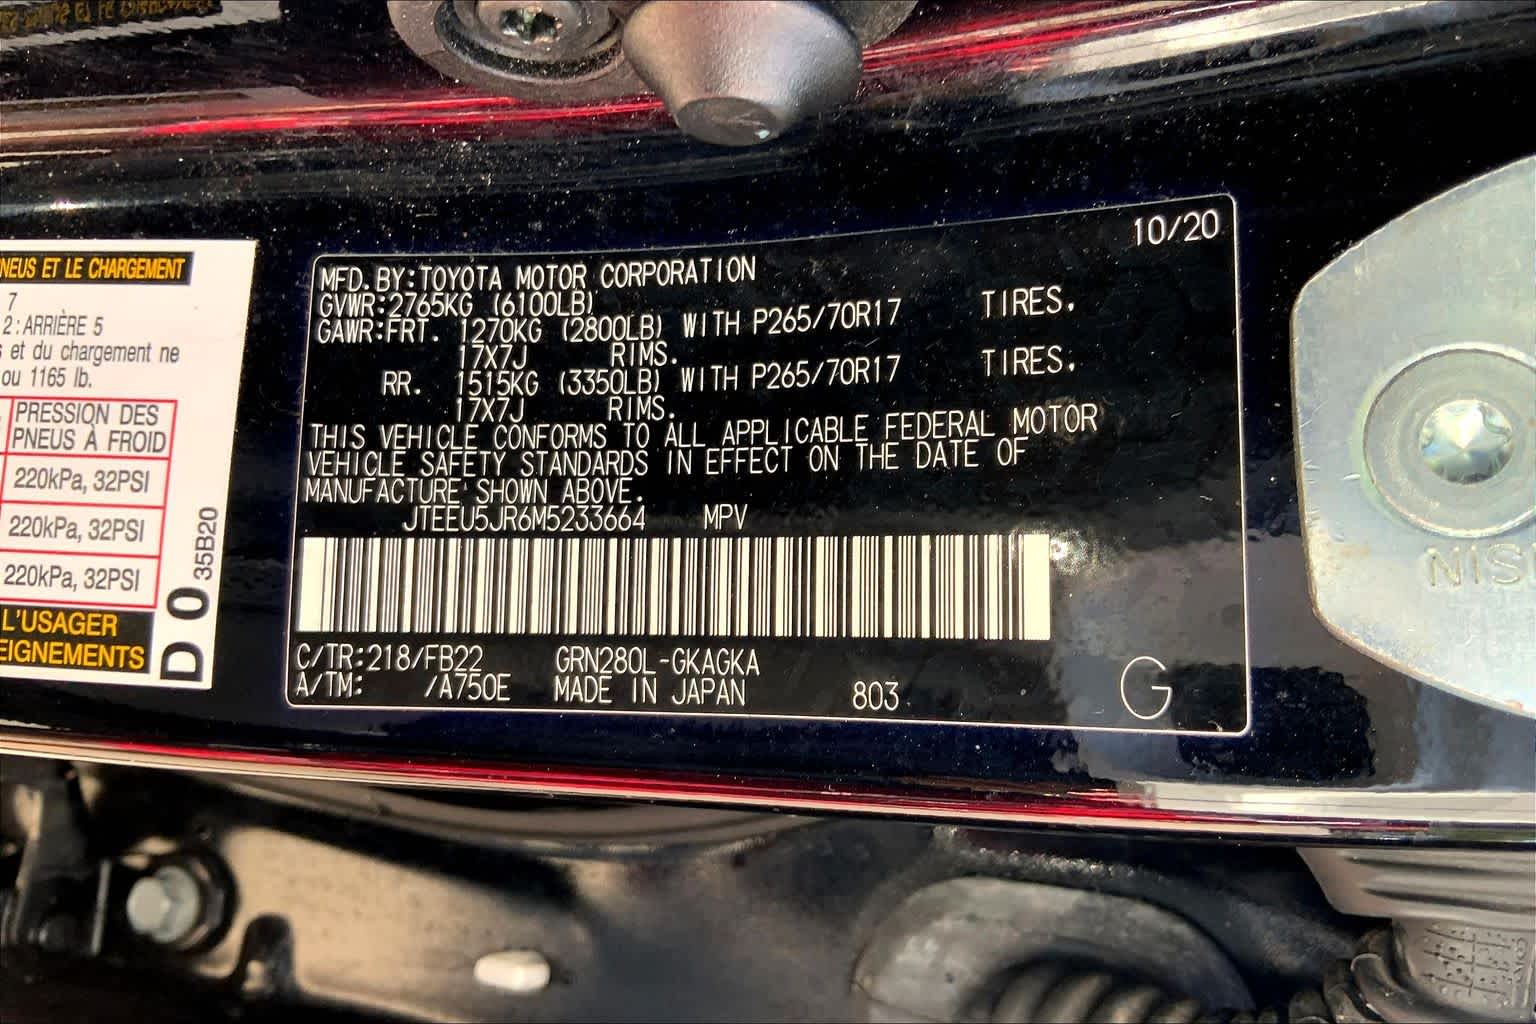 NEUS ET LE CHARGEMENT
7
2: ARRIÈRE 5
et du chargement ne
ou 1165 lb.
PRESSION DES
PNEUS À FROID
220kPa, 32PSI
220kPa, 32PSI
220kPa, 32PSI
L'USAGER
EIGNEMENTS
D 0 35B20
10/20
MFD.BY:TOYOTA MOTOR CORPORATION
GVWR:2765KG (6100LB)
GAWR:FRT. 1270KG (2800LB) WITH P265/70R17 TIRES.
17X7J RIMS.
RR. 1515KG (3350LB) WITH P265/70R17 TIRES.
17X7J RIMS.
THIS VEHICLE CONFORMS TO ALL APPLICABLE FEDERAL MOTOR
VEHICLE SAFETY STANDARDS IN EFFECT ON THE DATE OF
MANUFACTURE SHOWN ABOVE.
JTEEU5JR6M5233664 MPV
C/TR:218/FB22 GRN280L-GKAGKA
A/TM: /A750E MADE IN JAPAN 803 G
NIS